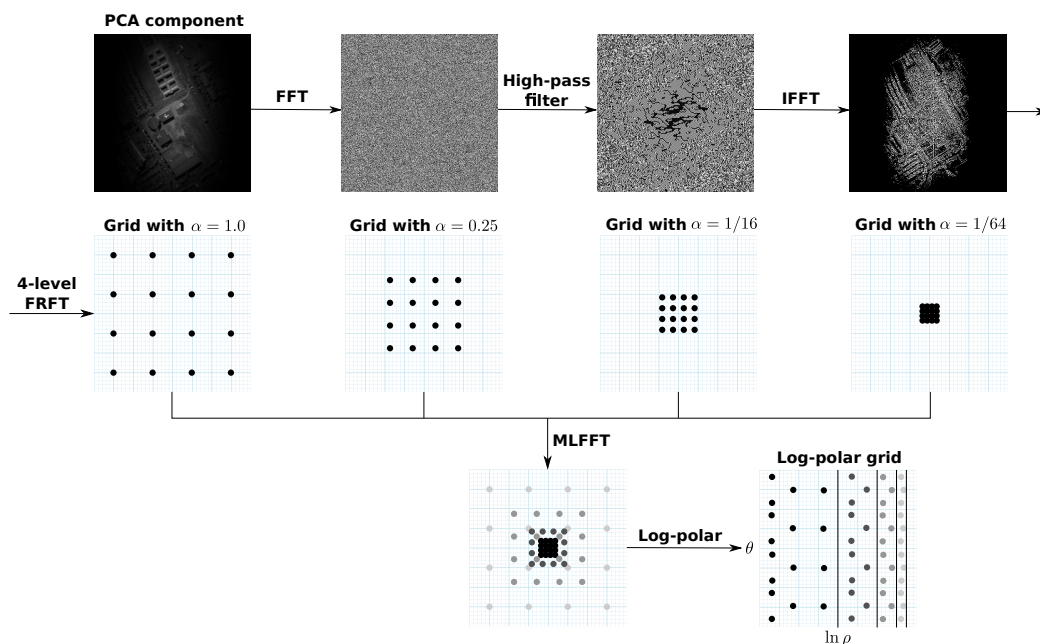 PCA component
FFT
High-pass
filter
IFFT
Grid with α = 1.0
Grid with α = 0.25
Grid with α = 1/16
Grid with α = 1/64
4-level
FRFT
MLFFT
Log-polar grid
Log-polar
θ
ln ρ